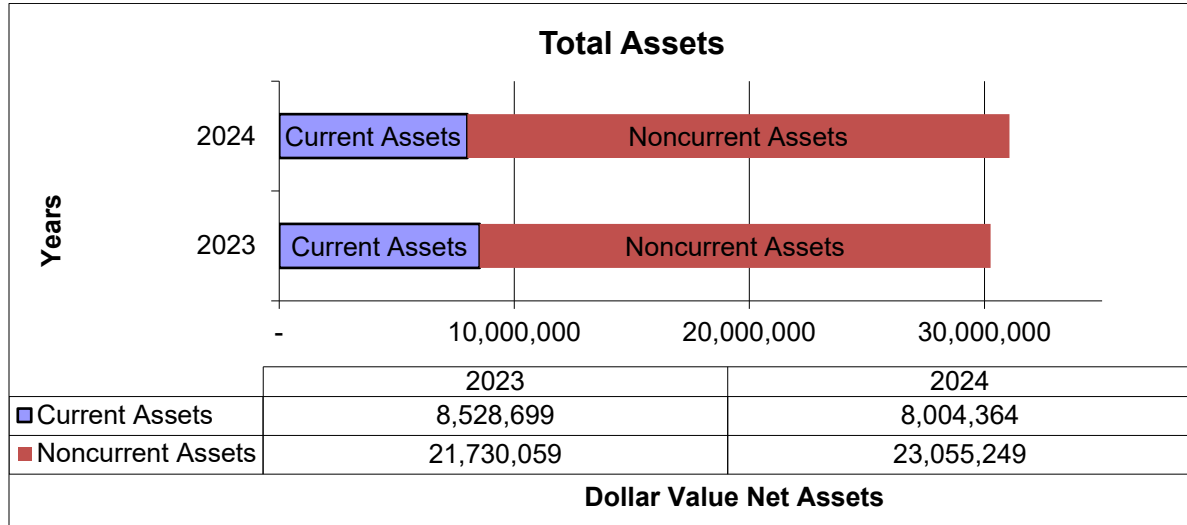 Total Assets
2024
Current Assets Noncurrent Assets
Years
2023
Current Assets Noncurrent Assets
- 10,000,000 20,000,000 30,000,000
2023 2024
Current Assets 8,528,699 8,004,364
Noncurrent Assets 21,730,059 23,055,249
Dollar Value Net Assets